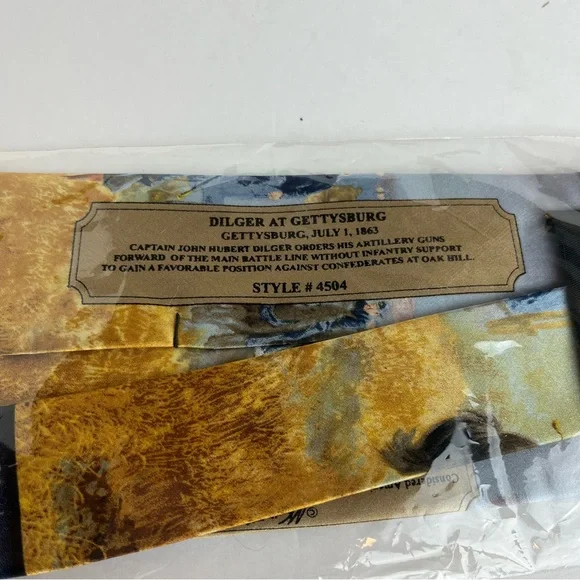 DILGER AT GETTYSBURG
GETTYSBURG, JULY 1, 1863
CAPTAIN JOHN HUBERT DILGER ORDERS HIS ARTILLERY GUNS
FORWARD OF THE MAIN BATTLE LINE WITHOUT INFANTRY SUPPORT
TO GAIN A FAVORABLE POSITION AGAINST CONFEDERATES AT OAK HILL.
STYLE # 4504
Considered
©